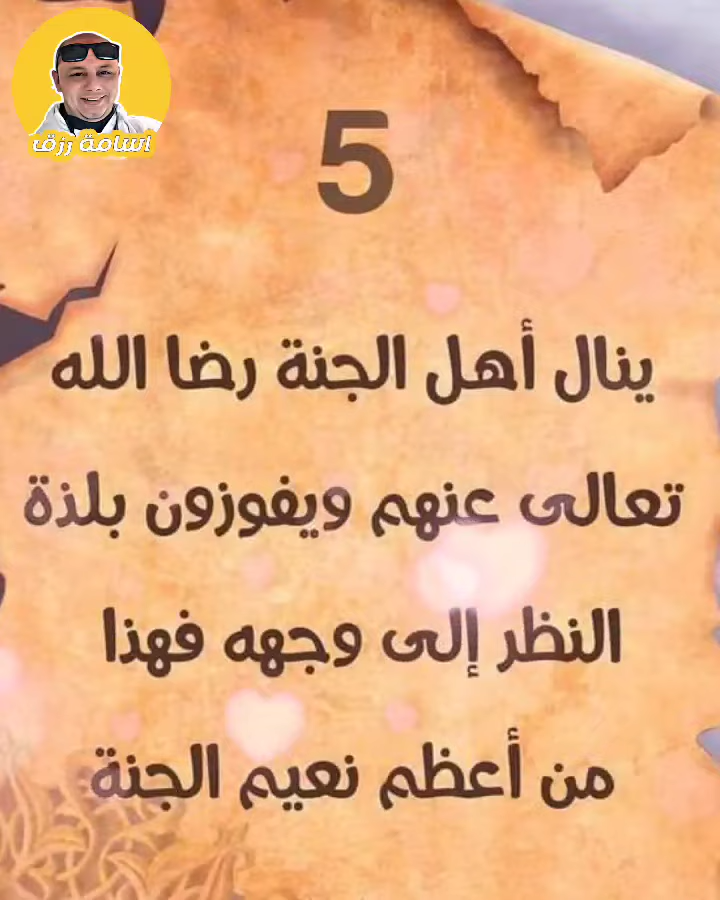 اسامة رزق
5
ينال أهل الجنة رضا الله
تعالى عنهم ويفوزون بلذة
النظر إلى وجهه فهذا
من أعظم نعيم الجنة